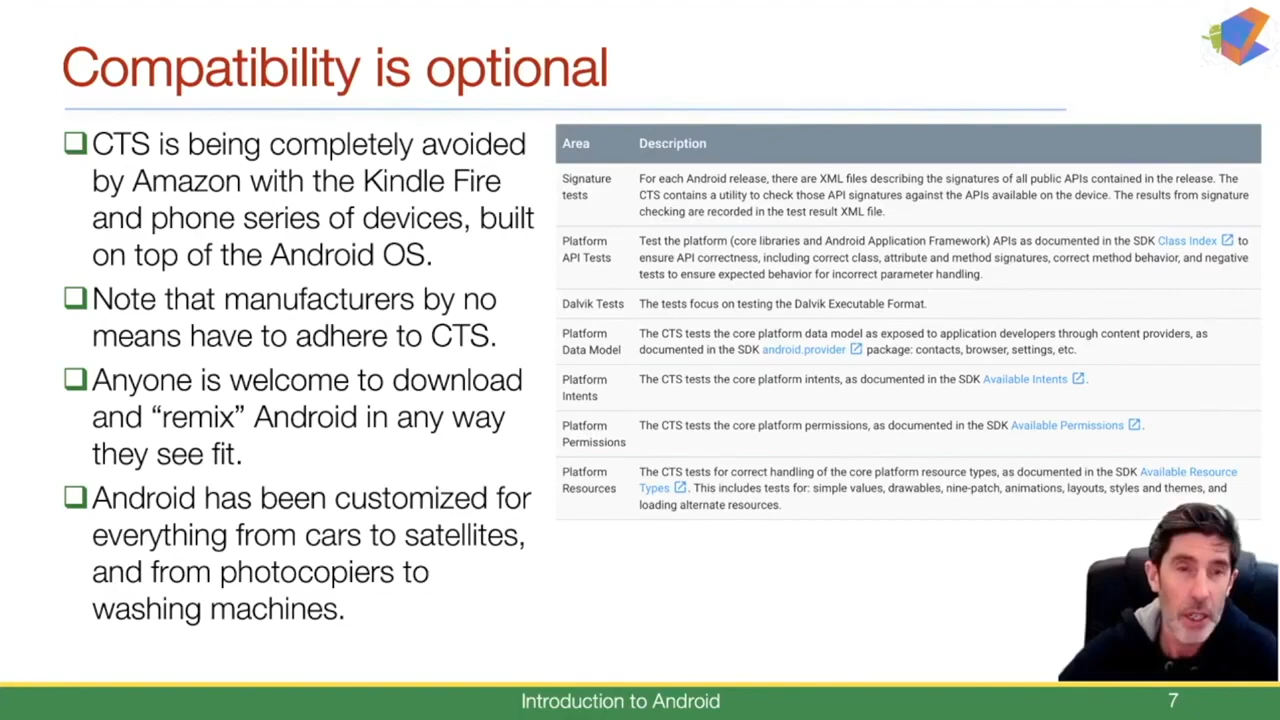 Compatibility is optional
CTS is being completely avoided
by Amazon with the Kindle Fire
and phone series of devices, built
on top of the Android OS.
Note that manufacturers by no
means have to adhere to CTS.
Anyone is welcome to download
and “remix” Android in any way
they see fit.
Android has been customized for
everything from cars to satellites,
and from photocopiers to
washing machines.
Area Description
Signature
tests
For each Android release, there are XML files describing the signatures of all public APIs contained in the release. The
CTS contains a utility to check those API signatures against the APIs available on the device. The results from signature
checking are recorded in the test result XML file.
Platform
API Tests
Test the platform (core libraries and Android Application Framework) APIs as documented in the SDK Class Index to
ensure API correctness, including correct class, attribute and method signatures, correct method behavior, and negative
tests to ensure expected behavior for incorrect parameter handling.
Dalvik Tests The tests focus on testing the Dalvik Executable Format.
Platform
Data Model
The CTS tests the core platform data model as exposed to application developers through content providers, as
documented in the SDK android.provider package: contacts, browser, settings, etc.
Platform
Intents
The CTS tests the core platform intents, as documented in the SDK Available Intents .
Platform
Permissions
The CTS tests the core platform permissions, as documented in the SDK Available Permissions .
Platform
Resources
The CTS tests for correct handling of the core platform resource types, as documented in the SDK Available Resource
Types . This includes tests for: simple values, drawables, nine-patch, animations, layouts, styles and themes, and
loading alternate resources.
Introduction to Android 7